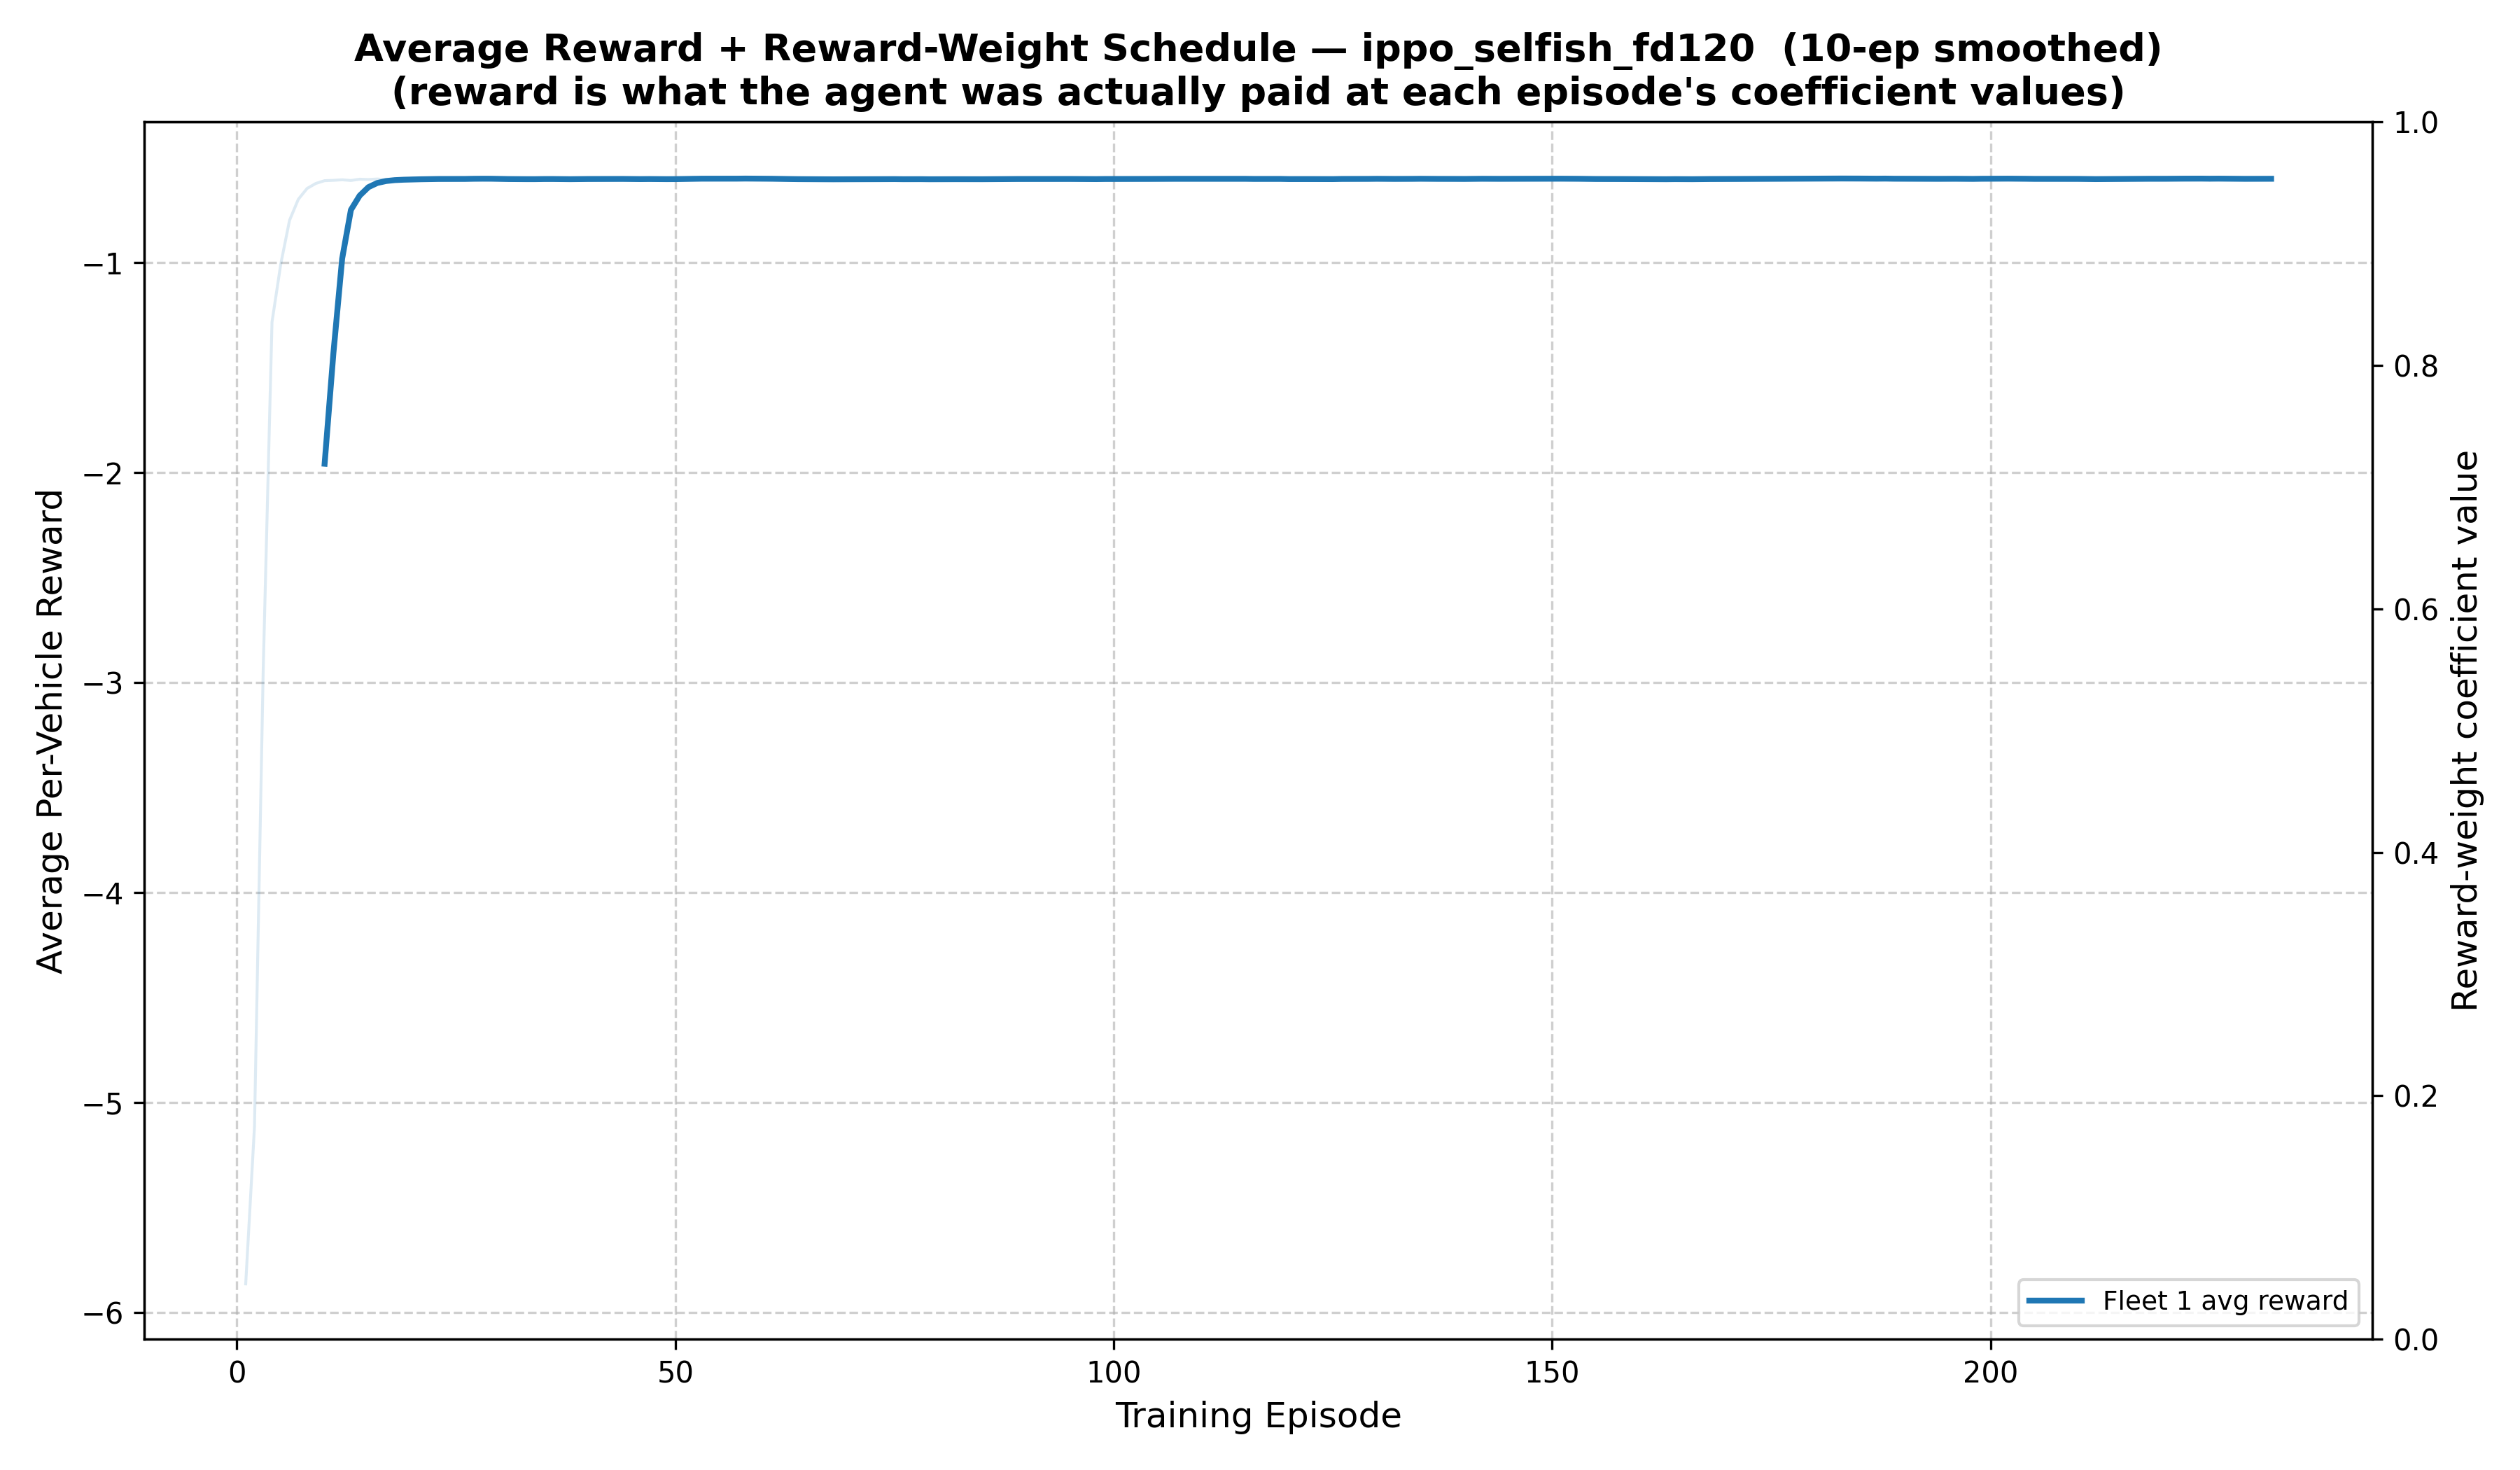 Average Reward + Reward-Weight Schedule — ippo_selfish_fd120  (10-ep smoothed)
(reward is what the agent was actually paid at each episode's coefficient values)
Average Per-Vehicle Reward
−1
−2
−3
−4
−5
−6
1.0
0.8
0.6
0.4
0.2
0.0
Reward-weight coefficient value
Fleet 1 avg reward
0
50
100
150
200
Training Episode